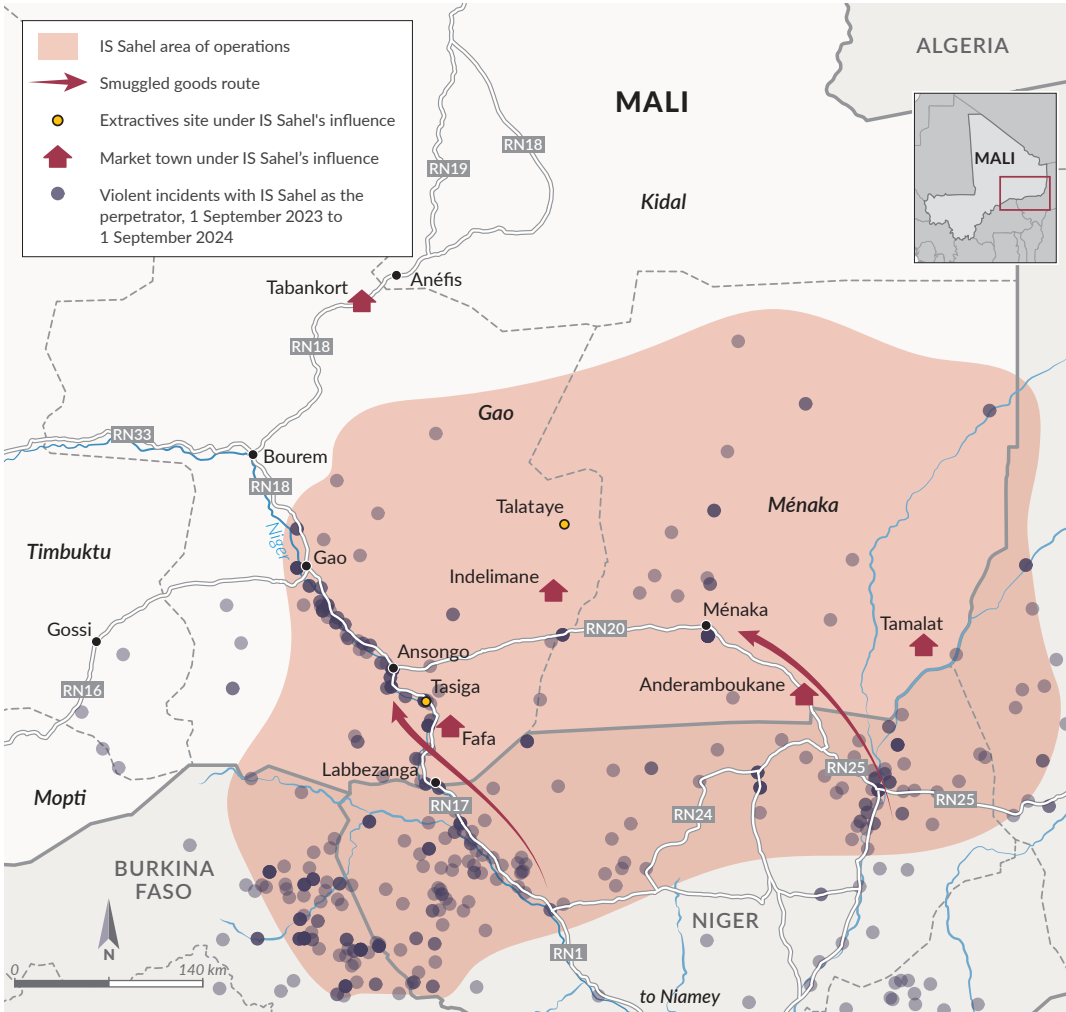 IS Sahel area of operations
Smuggled goods route
Extractives site under IS Sahel's influence
Market town under IS Sahel's influence
Violent incidents with IS Sahel as the
perpetrator, 1 September 2023 to
1 September 2024
ALGERIA
MALI
MALI
RN18
RN19
Kidal
Tabankort
Anéfis
RN18
Gao
RN33
Bourem
RN18
Talataye
Ménaka
Niger
Timbuktu
Gao
Indelimane
Ménaka
Gossi
RN20
Tamalat
Ansongo
RN16
Tasiga
Anderamboukane
Fafa
Labbezanga
RN25
Mopti
RN17
RN24
RN25
BURKINA
FASO
NIGER
N
RN1
0
140 km
to Niamey